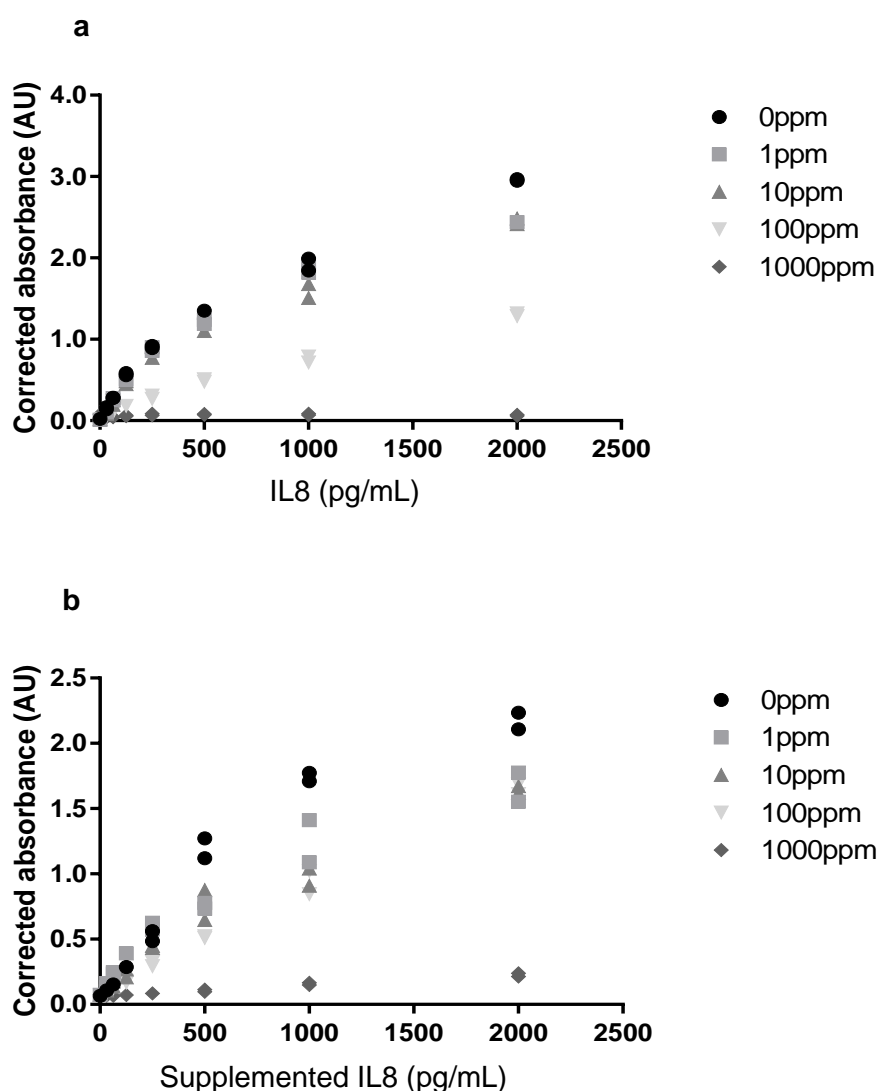 a
Corrected absorbance (AU)
4.0
3.0
2.0
1.0
0.0
0 500 1000 1500 2000 2500
IL8 (pg/mL)
0ppm
1ppm
10ppm
100ppm
1000ppm
b
Corrected absorbance (AU)
2.5
2.0
1.5
1.0
0.5
0.0
0 500 1000 1500 2000 2500
Supplemented IL8 (pg/mL)
0ppm
1ppm
10ppm
100ppm
1000ppm